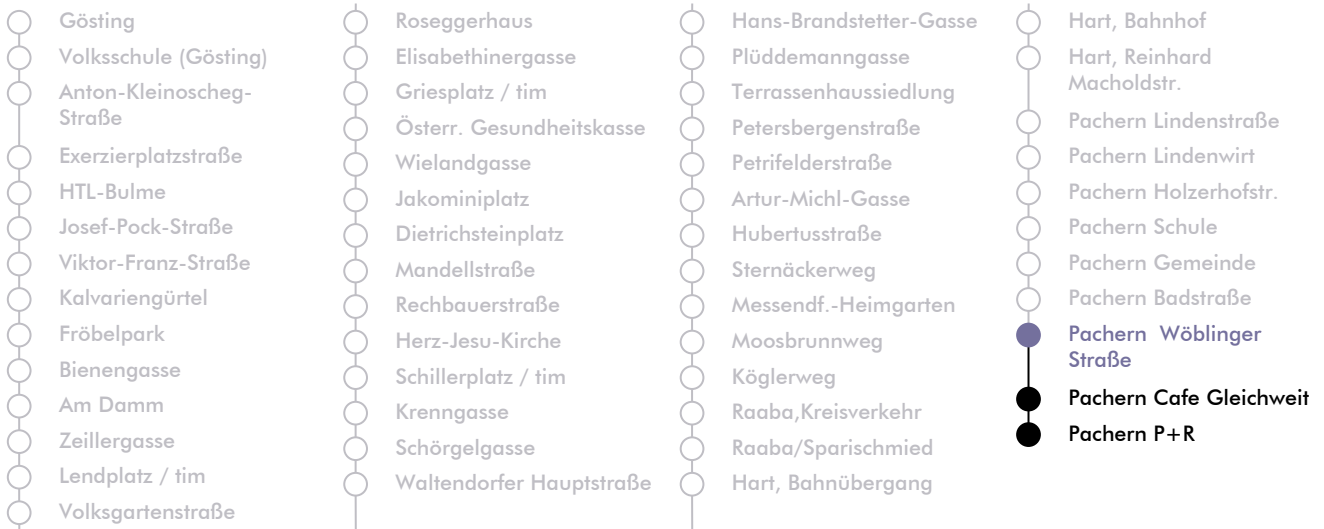 Gösting
Volksschule (Gösting)
Anton-Kleinoscheg-
Straße
Exerzierplatzstraße
HTL-Bulme
Josef-Pock-Straße
Viktor-Franz-Straße
Kalvariengürtel
Fröbelpark
Bienengasse
Am Damm
Zeillergasse
Lendplatz / tim
Volksgartenstraße
Roseggerhaus
Elisabethinergasse
Griesplatz / tim
Österr. Gesundheitskasse
Wielandgasse
Jakominiplatz
Dietrichsteinplatz
Mandellstraße
Rechbauerstraße
Herz-Jesu-Kirche
Schillerplatz / tim
Krenngasse
Schörgelgasse
Waltendorfer Hauptstraße
Hans-Brandstetter-Gasse
Plüddemanngasse
Terrassenhaussiedlung
Petersbergenstraße
Petrifelderstraße
Artur-Michl-Gasse
Hubertusstraße
Sternäckerweg
Messendf.-Heimgarten
Moosbrunnweg
Köglerweg
Raaba,Kreisverkehr
Raaba/Sparischmied
Hart, Bahnübergang
Hart, Bahnhof
Hart, Reinhard
Macholdstr.
Pachern Lindenstraße
Pachern Lindenwirt
Pachern Holzerhofstr.
Pachern Schule
Pachern Gemeinde
Pachern Badstraße
Pachern  Wöblinger
Straße
Pachern Cafe Gleichweit
Pachern P+R